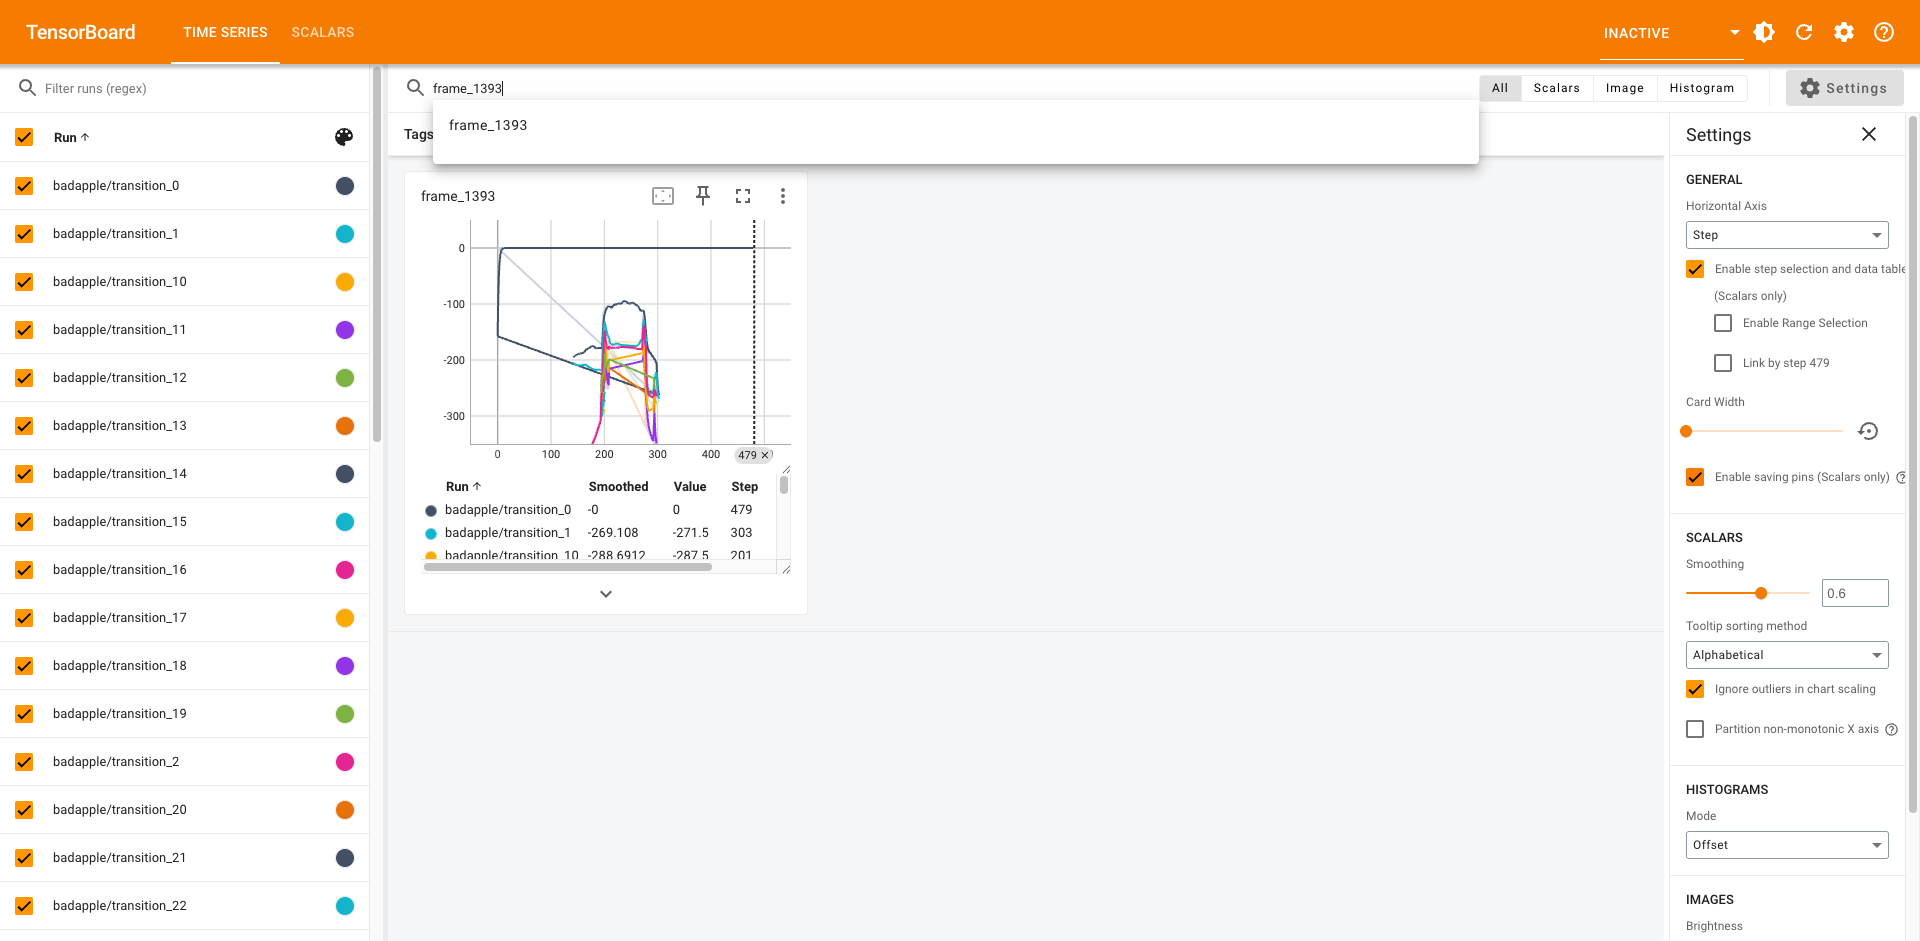 TensorBoard
TIME SERIES
SCALARS
INACTIVE
Filter runs (regex)
frame_1393
All
Scalars
Image
Histogram
Settings
frame_1393
Run
Tags
badapple/transition_0
badapple/transition_1
badapple/transition_10
badapple/transition_11
badapple/transition_12
badapple/transition_13
badapple/transition_14
badapple/transition_15
badapple/transition_16
badapple/transition_17
badapple/transition_18
badapple/transition_19
badapple/transition_2
badapple/transition_20
badapple/transition_21
badapple/transition_22
frame_1393
0
-100
-200
-300
0 100 200 300 400 479
Run Smoothed Value Step
badapple/transition_0 -0 0 479
badapple/transition_1 -269.108 -271.5 303
badapple/transition_10 -288.6912 -287.5 201
Settings
GENERAL
Horizontal Axis
Step
Enable step selection and data table
(Scalars only)
Enable Range Selection
Link by step 479
Card Width
Enable saving pins (Scalars only)
SCALARS
Smoothing
0.6
Tooltip sorting method
Alphabetical
Ignore outliers in chart scaling
Partition non-monotonic X axis
HISTOGRAMS
Mode
Offset
IMAGES
Brightness